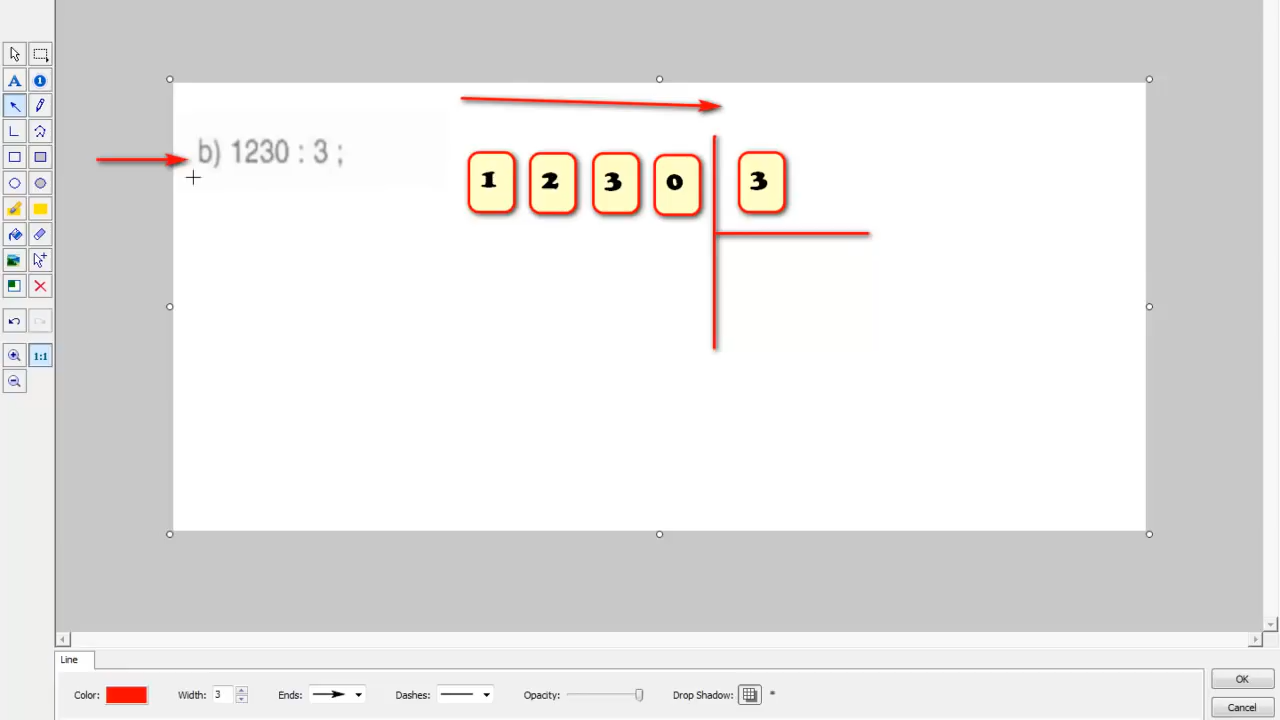 b) 1230 : 3 ;
1 2 3 0 3
A
1
1:1
Line
Color: Width: 3 Ends: Dashes: Opacity: Drop Shadow: *
OK
Cancel